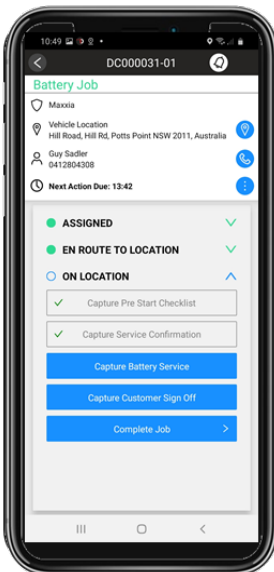 10:49
DC000031-01
Battery Job
Maxxia
Vehicle Location
Hill Road, Hill Rd, Potts Point NSW 2011, Australia
Guy Sadler
0412804308
Next Action Due: 13:42
ASSIGNED
EN ROUTE TO LOCATION
ON LOCATION
Capture Pre Start Checklist
Capture Service Confirmation
Capture Battery Service
Capture Customer Sign Off
Complete Job